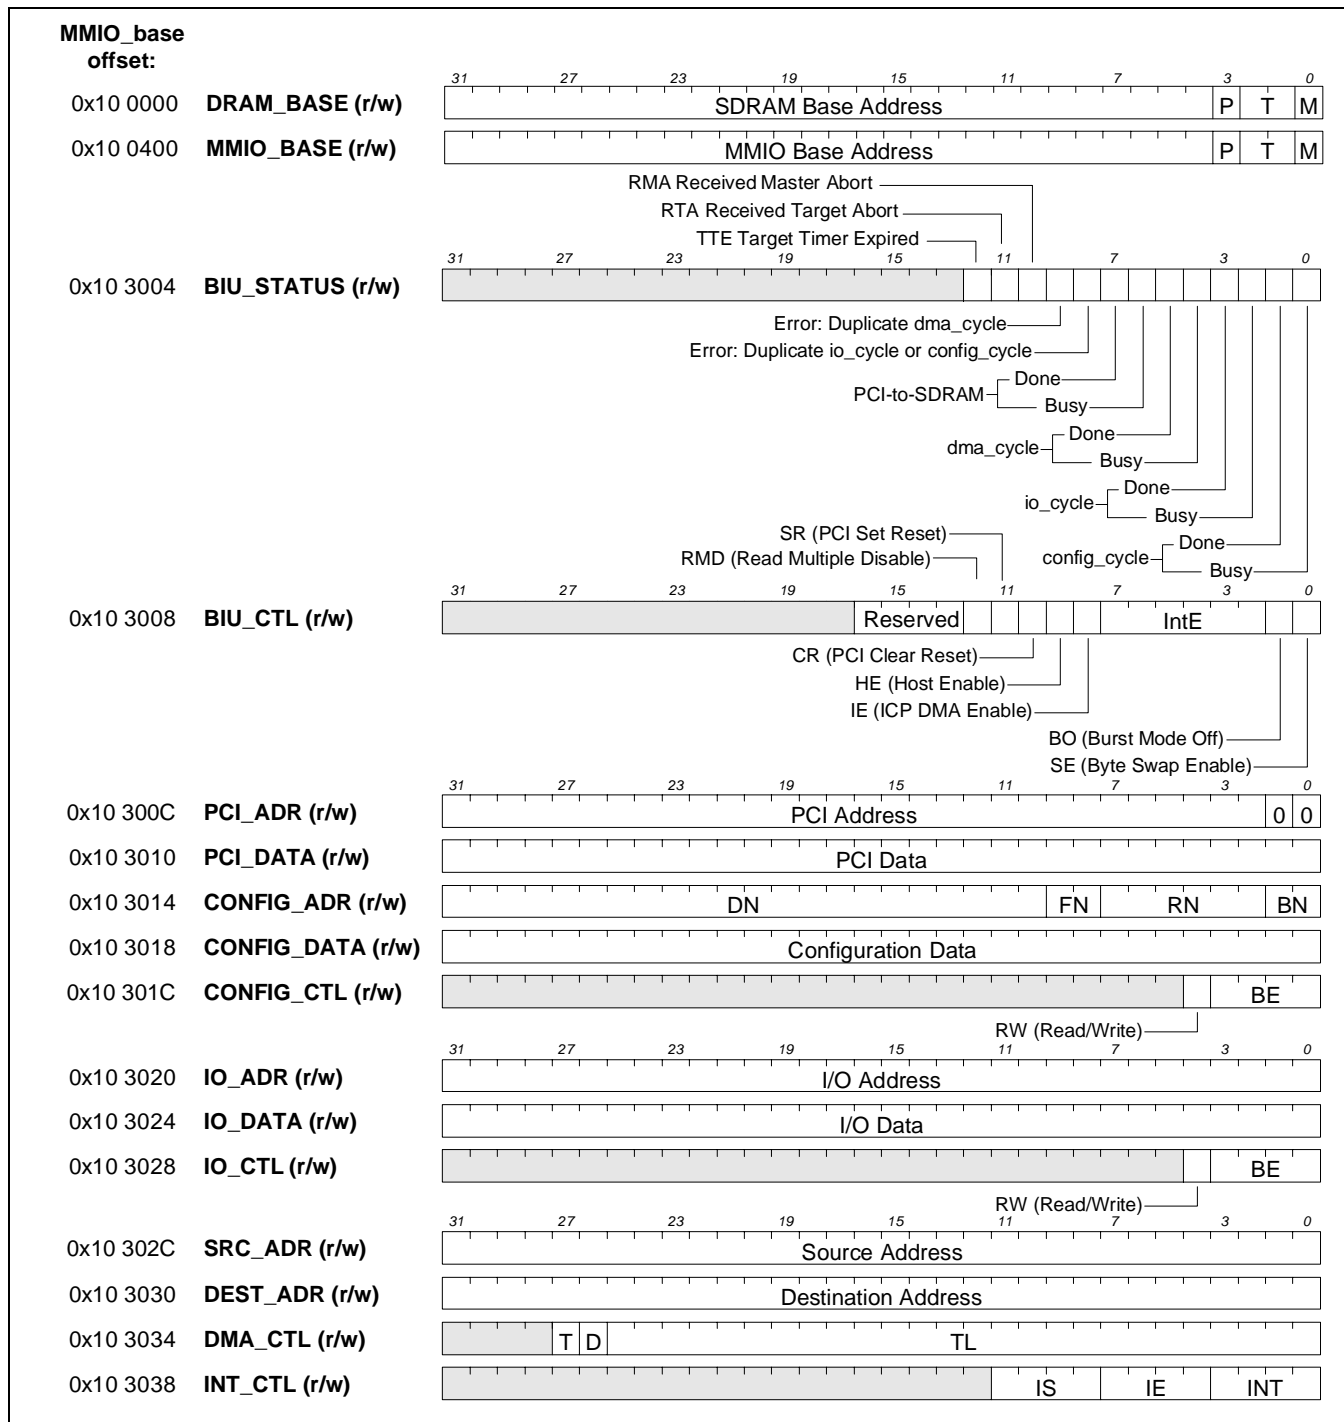 MMIO_base
offset:
31 27 23 19 15 11 7 3 0
0x10 0000 DRAM_BASE (r/w) SDRAM Base Address P T M
0x10 0400 MMIO_BASE (r/w) MMIO Base Address P T M
RMA Received Master Abort
RTA Received Target Abort
TTE Target Timer Expired
31 27 23 19 15 11 7 3 0
0x10 3004 BIU_STATUS (r/w)
Error: Duplicate dma_cycle
Error: Duplicate io_cycle or config_cycle
Done
PCI-to-SDRAM
Busy
Done
dma_cycle
Busy
Done
io_cycle
Busy
SR (PCI Set Reset)
Done
RMD (Read Multiple Disable)
config_cycle
Busy
31 27 23 19 15 11 7 3 0
0x10 3008 BIU_CTL (r/w) Reserved IntE
CR (PCI Clear Reset)
HE (Host Enable)
IE (ICP DMA Enable)
BO (Burst Mode Off)
SE (Byte Swap Enable)
31 27 23 19 15 11 7 3 0
0x10 300C PCI_ADR (r/w) PCI Address 0 0
0x10 3010 PCI_DATA (r/w) PCI Data
0x10 3014 CONFIG_ADR (r/w) DN FN RN BN
0x10 3018 CONFIG_DATA (r/w) Configuration Data
0x10 301C CONFIG_CTL (r/w) BE
RW (Read/Write)
31 27 23 19 15 11 7 3 0
0x10 3020 IO_ADR (r/w) I/O Address
0x10 3024 IO_DATA (r/w) I/O Data
0x10 3028 IO_CTL (r/w) BE
RW (Read/Write)
31 27 23 19 15 11 7 3 0
0x10 302C SRC_ADR (r/w) Source Address
0x10 3030 DEST_ADR (r/w) Destination Address
0x10 3034 DMA_CTL (r/w) T D TL
0x10 3038 INT_CTL (r/w) IS IE INT